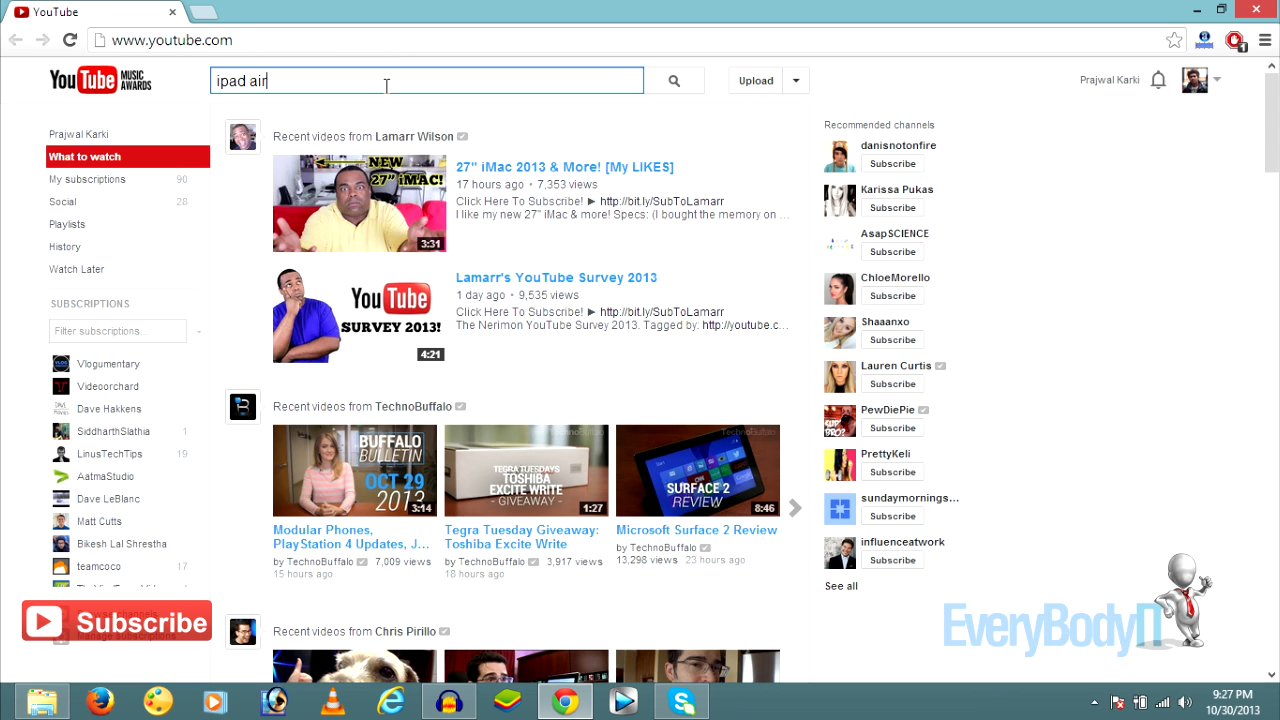 YouTube
www.youtube.com
1
You Tube MUSIC AWARDS
ipad air
Upload
Prajwal Karki
Prajwal Karki
What to watch
My subscriptions 90
Social 28
Playlists
History
Watch Later
SUBSCRIPTIONS
Filter subscriptions...
Vlogumentary
Videoorchard
Dave Hakkens
SiddharthSlathia 1
LinusTechTips 19
AatmaStudio
Dave LeBlanc
Matt Cutts
Bikesh Lal Shrestha
teamcoco 17
Subscribe
Recent videos from Lamarr Wilson
NEW
27" iMAC!
3:31
27" iMac 2013 & More! [My LIKES]
17 hours ago • 7,353 views
Click Here To Subscribe! ► http://bit.ly/SubToLamarr
I like my new 27" iMac & more! Specs: (I bought the memory on ...
You Tube
SURVEY 2013!
4:21
Lamarr's YouTube Survey 2013
1 day ago • 9,535 views
Click Here To Subscribe! ► http://bit.ly/SubToLamarr
The Nerimon YouTube Survey 2013. Tagged by: http://youtube.c...
Recent videos from TechnoBuffalo
BUFFALO
BULLETIN
OCT 29
2013
3:14
Modular Phones,
PlayStation 4 Updates, J...
by TechnoBuffalo 7,009 views
15 hours ago
TechnoBuffalo
TEGRA TUESDAYS
TOSHIBA
EXCITE WRITE
- GIVEAWAY -
1:27
Tegra Tuesday Giveaway:
Toshiba Excite Write
by TechnoBuffalo 3,917 views
18 hours ago
TechnoBuffalo
SURFACE 2
REVIEW
8:46
Microsoft Surface 2 Review
by TechnoBuffalo
13,298 views 23 hours ago
Recent videos from Chris Pirillo
Recommended channels
danisnotonfire
Subscribe
Karissa Pukas
Subscribe
AsapSCIENCE
Subscribe
ChloeMorello
Subscribe
Shaaanxo
Subscribe
Lauren Curtis
Subscribe
PewDiePie
Subscribe
PrettyKeli
Subscribe
sundaymornings...
Subscribe
influenceatwork
Subscribe
See all
EveryBodyn
9:27 PM
10/30/2013